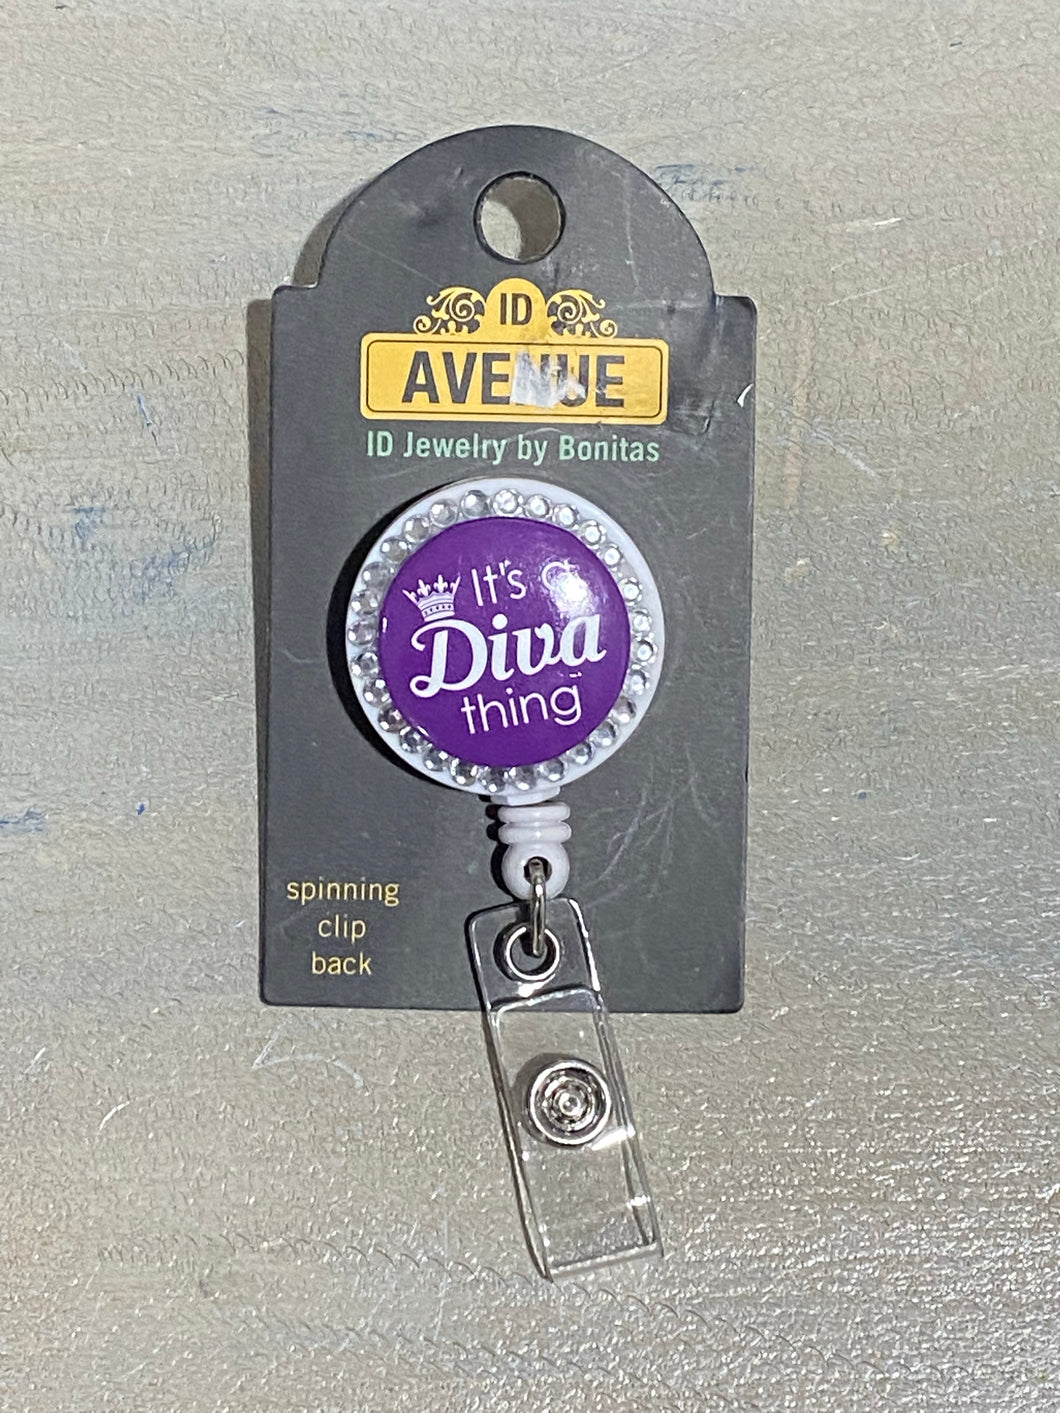 ID
AVENUE
ID Jewelry by Bonitas
It's a
Diva
thing
spinning
clip
back